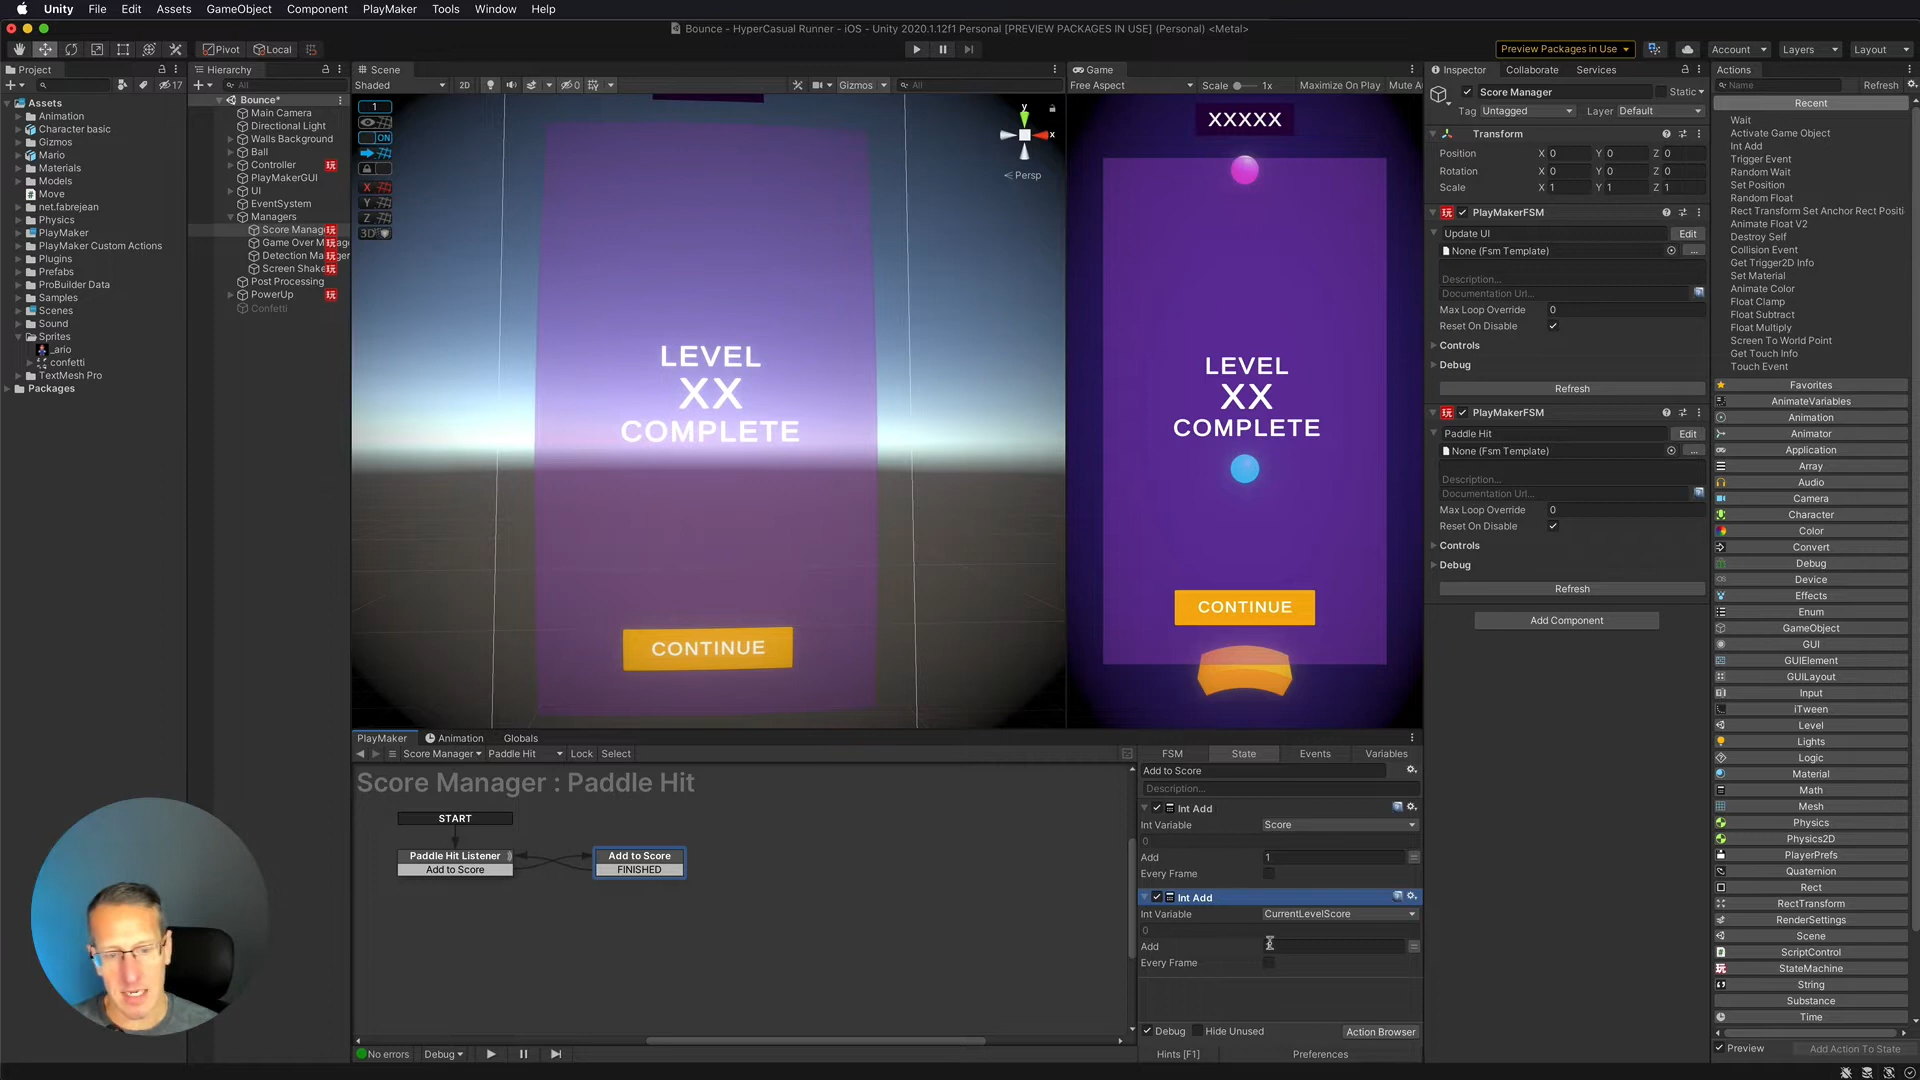 Unity File Edit Assets GameObject Component PlayMaker Tools Window Help
Bounce - HyperCasual Runner - iOS - Unity 2020.1.12f1 Personal [PREVIEW PACKAGES IN USE] (Personal) <Metal>
Pivot Local Preview Packages in Use Account Layers Layout
Project
17
Assets
Animation
Character basic
Gizmos
Mario
Materials
Models
Move
net.fabrejean
Physics
PlayMaker
PlayMaker Custom Actions
Plugins
Prefabs
ProBuilder Data
Samples
Scenes
Sound
Sprites
_ario
confetti
TextMesh Pro
Packages
Hierarchy
All
Bounce*
Main Camera
Directional Light
Walls Background
Ball
Controller
PlayMakerGUI
UI
EventSystem
Managers
Score Manag
Game Over M ager
Detection Ma ger
Screen Shake
Post Processing
PowerUp
Confetti
Scene
Shaded 2D 0 Gizmos All
1
ON
X
Y
Z
3D
y
x
Persp
LEVEL
XX
COMPLETE
CONTINUE
Game
Free Aspect Scale 1x Maximize On Play Mute Au
XXXXX
LEVEL
XX
COMPLETE
CONTINUE
PlayMaker Animation Globals
Score Manager Paddle Hit Lock Select
Score Manager : Paddle Hit
START
Paddle Hit Listener
Add to Score
Add to Score
FINISHED
No errors Debug
FSM State Events Variables
Add to Score
Description...
Int Add
Int Variable Score
0
Add 1
Every Frame
Int Add
Int Variable CurrentLevelScore
0
Add
Every Frame
Debug Hide Unused Action Browser
Hints [F1] Preferences
Inspector Collaborate Services
Score Manager Static
Tag Untagged Layer Default
Transform
Position X 0 Y 0 Z 0
Rotation X 0 Y 0 Z 0
Scale X 1 Y 1 Z 1
PlayMakerFSM
Update UI Edit
None (Fsm Template) ...
Description...
Documentation Url...
Max Loop Override 0
Reset On Disable
Controls
Debug
Refresh
PlayMakerFSM
Paddle Hit Edit
None (Fsm Template) ...
Description...
Documentation Url...
Max Loop Override 0
Reset On Disable
Controls
Debug
Refresh
Add Component
Actions
Name Refresh
Recent
Wait
Activate Game Object
Int Add
Trigger Event
Random Wait
Set Position
Random Float
Rect Transform Set Anchor Rect Positi
Animate Float V2
Destroy Self
Collision Event
Get Trigger2D Info
Set Material
Animate Color
Float Clamp
Float Subtract
Float Multiply
Screen To World Point
Get Touch Info
Touch Event
Favorites
AnimateVariables
Animation
Animator
Application
Array
Audio
Camera
Character
Color
Convert
Debug
Device
Effects
Enum
GameObject
GUI
GUIElement
GUILayout
Input
iTween
Level
Lights
Logic
Material
Math
Mesh
Physics
Physics2D
PlayerPrefs
Quaternion
Rect
RectTransform
RenderSettings
Scene
ScriptControl
StateMachine
String
Substance
Time
Preview Add Action To State